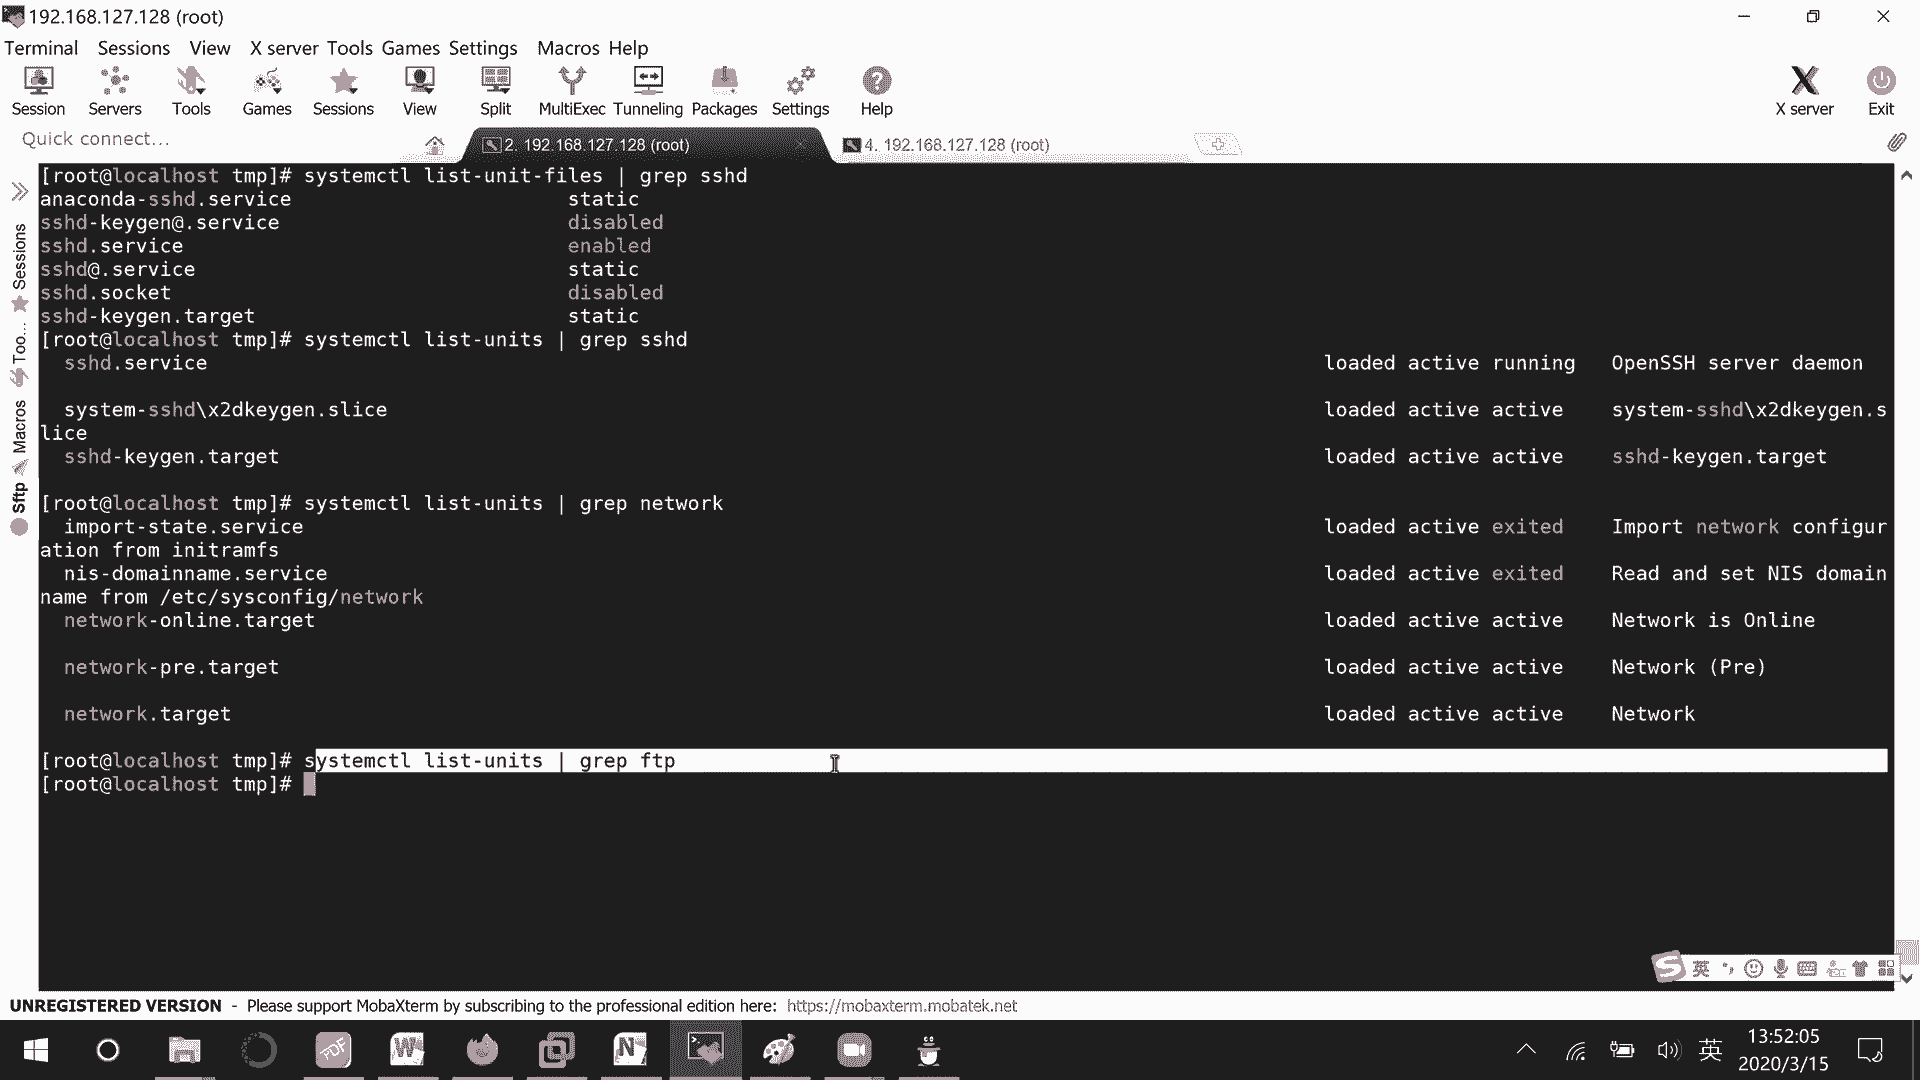 192.168.127.128 (root)
Terminal Sessions View X server Tools Games Settings Macros Help
Session Servers Tools Games Sessions View Split MultiExec Tunneling Packages Settings Help X server Exit
Quick connect... 2. 192.168.127.128 (root) 4. 192.168.127.128 (root)
Sessions
Too...
Macros
Sftp
[root@localhost tmp]# systemctl list-unit-files | grep sshd
anaconda-sshd.service static
sshd-keygen@.service disabled
sshd.service enabled
sshd@.service static
sshd.socket disabled
sshd-keygen.target static
[root@localhost tmp]# systemctl list-units | grep sshd
sshd.service loaded active running OpenSSH server daemon
system-sshd\x2dkeygen.slice loaded active active system-sshd\x2dkeygen.s
lice
sshd-keygen.target loaded active active sshd-keygen.target
[root@localhost tmp]# systemctl list-units | grep network
import-state.service loaded active exited Import network configur
ation from initramfs
nis-domainname.service loaded active exited Read and set NIS domain
name from /etc/sysconfig/network
network-online.target loaded active active Network is Online
network-pre.target loaded active active Network (Pre)
network.target loaded active active Network
[root@localhost tmp]# systemctl list-units | grep ftp
[root@localhost tmp]#
英
UNREGISTERED VERSION - Please support MobaXterm by subscribing to the professional edition here: https://mobaxterm.mobatek.net
英 13:52:05
2020/3/15